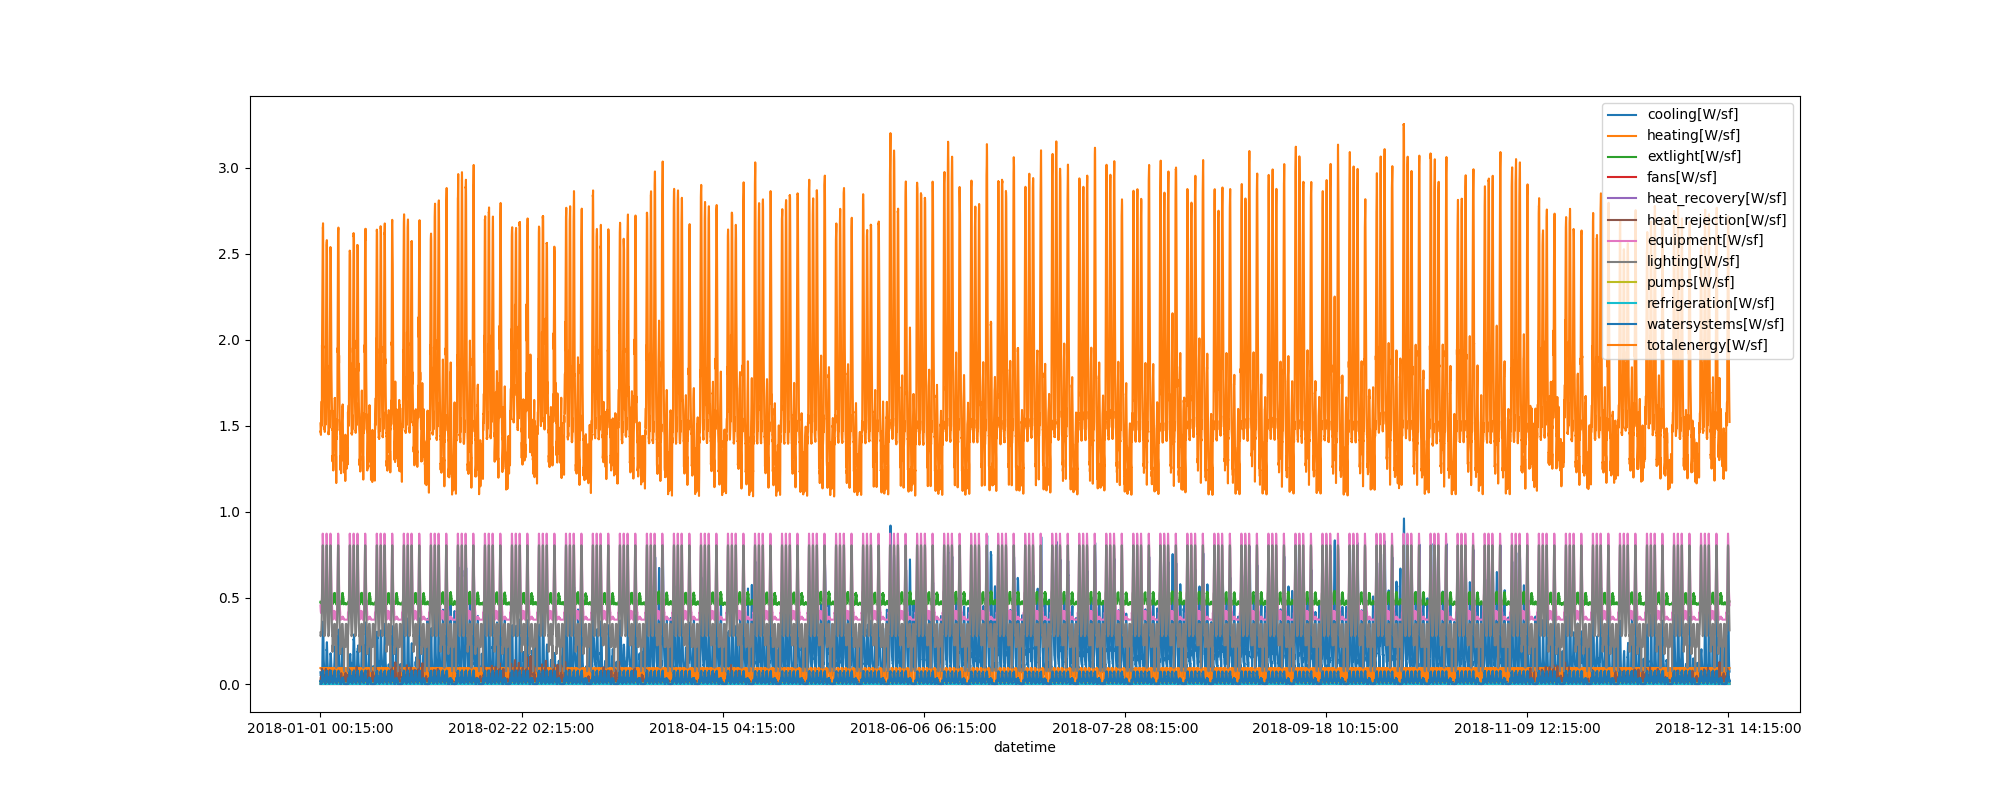 cooling[W/sf]
heating[W/sf]
extlight[W/sf]
fans[W/sf]
heat_recovery[W/sf]
heat_rejection[W/sf]
equipment[W/sf]
lighting[W/sf]
pumps[W/sf]
refrigeration[W/sf]
watersystems[W/sf]
totalenergy[W/sf]
3.0
2.5
2.0
1.5
1.0
0.5
0.0
2018-01-01 00:15:00 2018-02-22 02:15:00 2018-04-15 04:15:00 2018-06-06 06:15:00 2018-07-28 08:15:00 2018-09-18 10:15:00 2018-11-09 12:15:00 2018-12-31 14:15:00
datetime